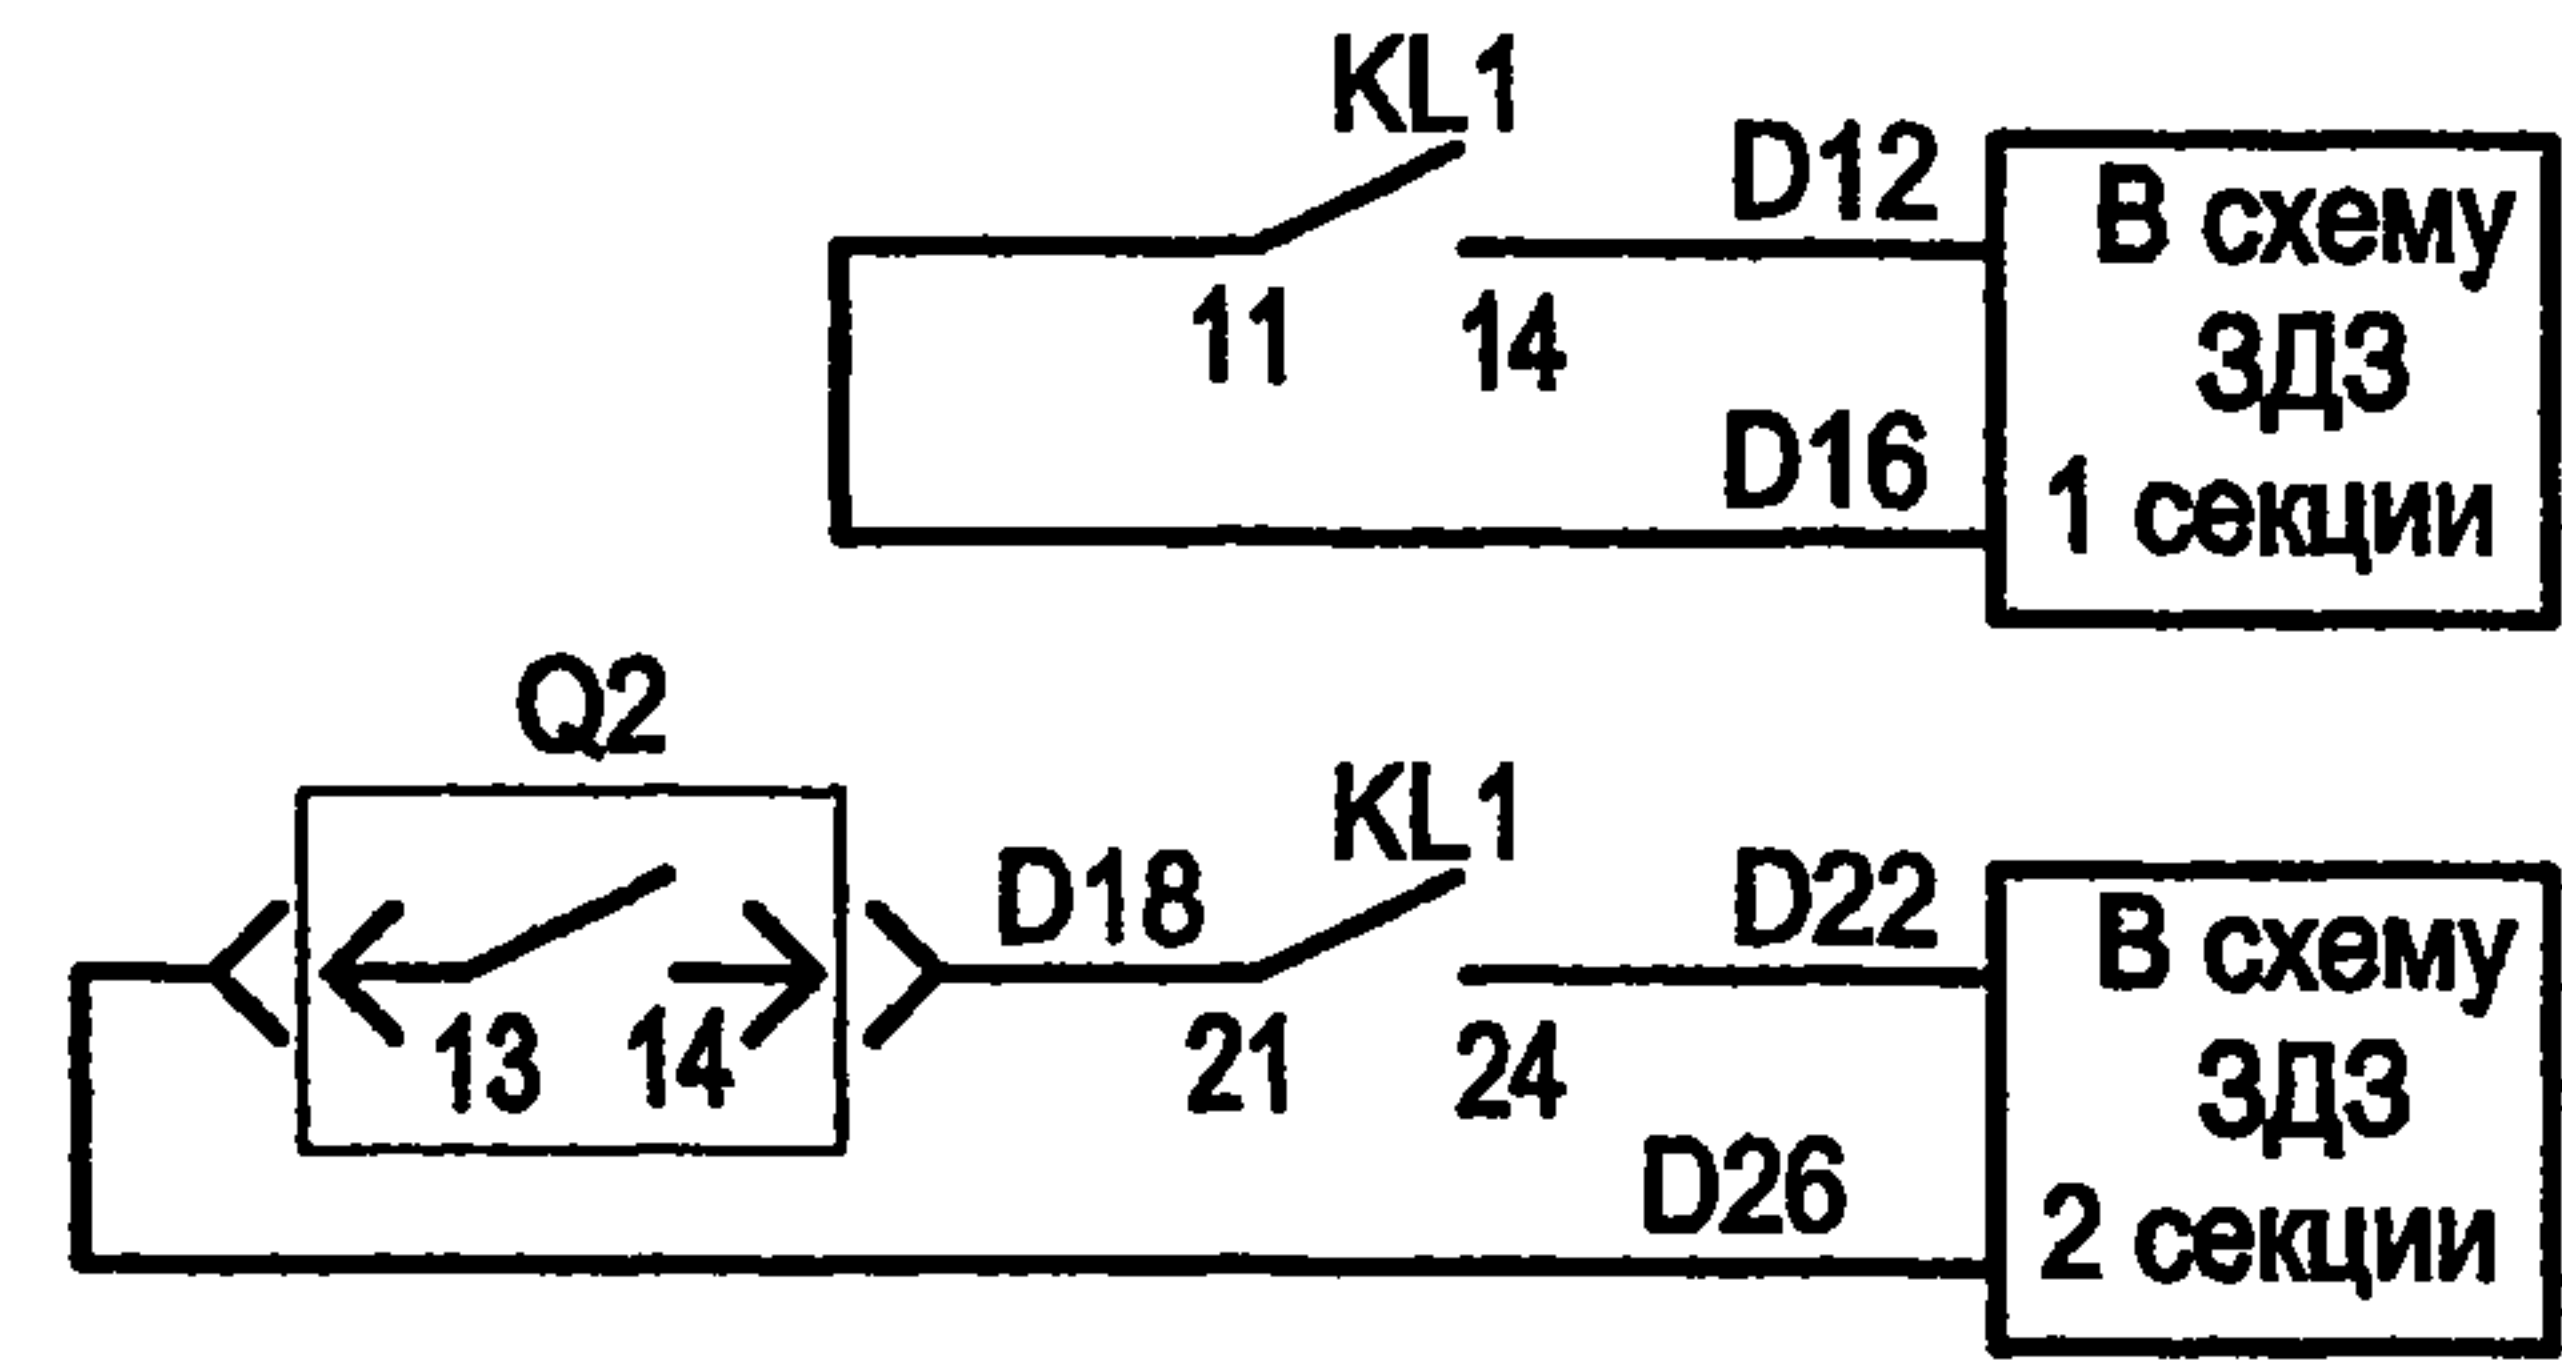 KL1
D12
11
14
D16
В схему
ЗДЗ
1 секции
Q2
13
14
D18
KL1
21
24
D22
D26
В схему
ЗДЗ
2 секции